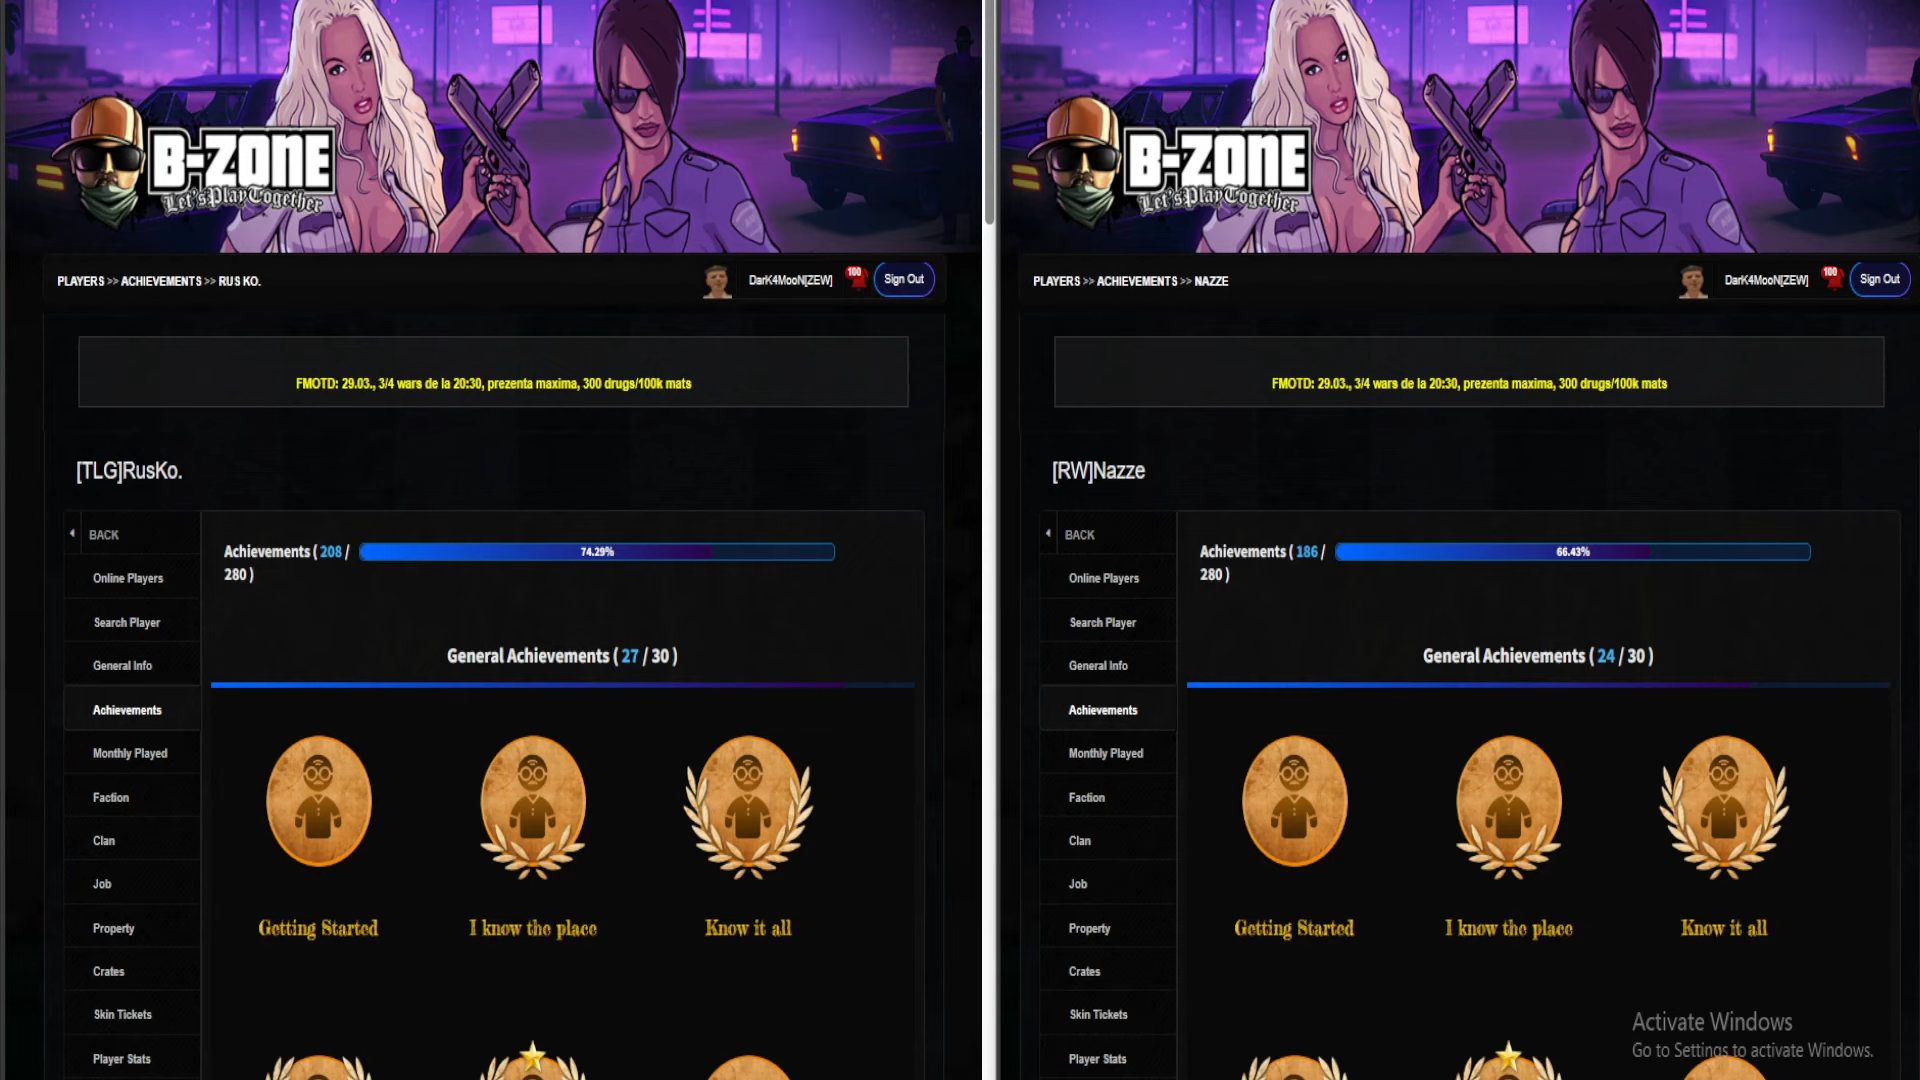 B-ZONE
Let'sPlayTogether
PLAYERS >> ACHIEVEMENTS >> RUS KO.
DarK4MooN[ZEW]
100
Sign Out
FMOTD: 29.03., 3/4 wars de la 20:30, prezenta maxima, 300 drugs/100k mats
[TLG]RusKo.
BACK
Online Players
Search Player
General Info
Achievements
Monthly Played
Faction
Clan
Job
Property
Crates
Skin Tickets
Player Stats
Achievements ( 208 /
280 )
74.29%
General Achievements ( 27 / 30 )
Getting Started
I know the place
Know it all
B-ZONE
Let'sPlayTogether
PLAYERS >> ACHIEVEMENTS >> NAZZE
DarK4MooN[ZEW]
100
Sign Out
FMOTD: 29.03., 3/4 wars de la 20:30, prezenta maxima, 300 drugs/100k mats
[RW]Nazze
BACK
Online Players
Search Player
General Info
Achievements
Monthly Played
Faction
Clan
Job
Property
Crates
Skin Tickets
Player Stats
Achievements ( 186 /
280 )
66.43%
General Achievements ( 24 / 30 )
Getting Started
I know the place
Know it all
Activate Windows
Go to Settings to activate Windows.